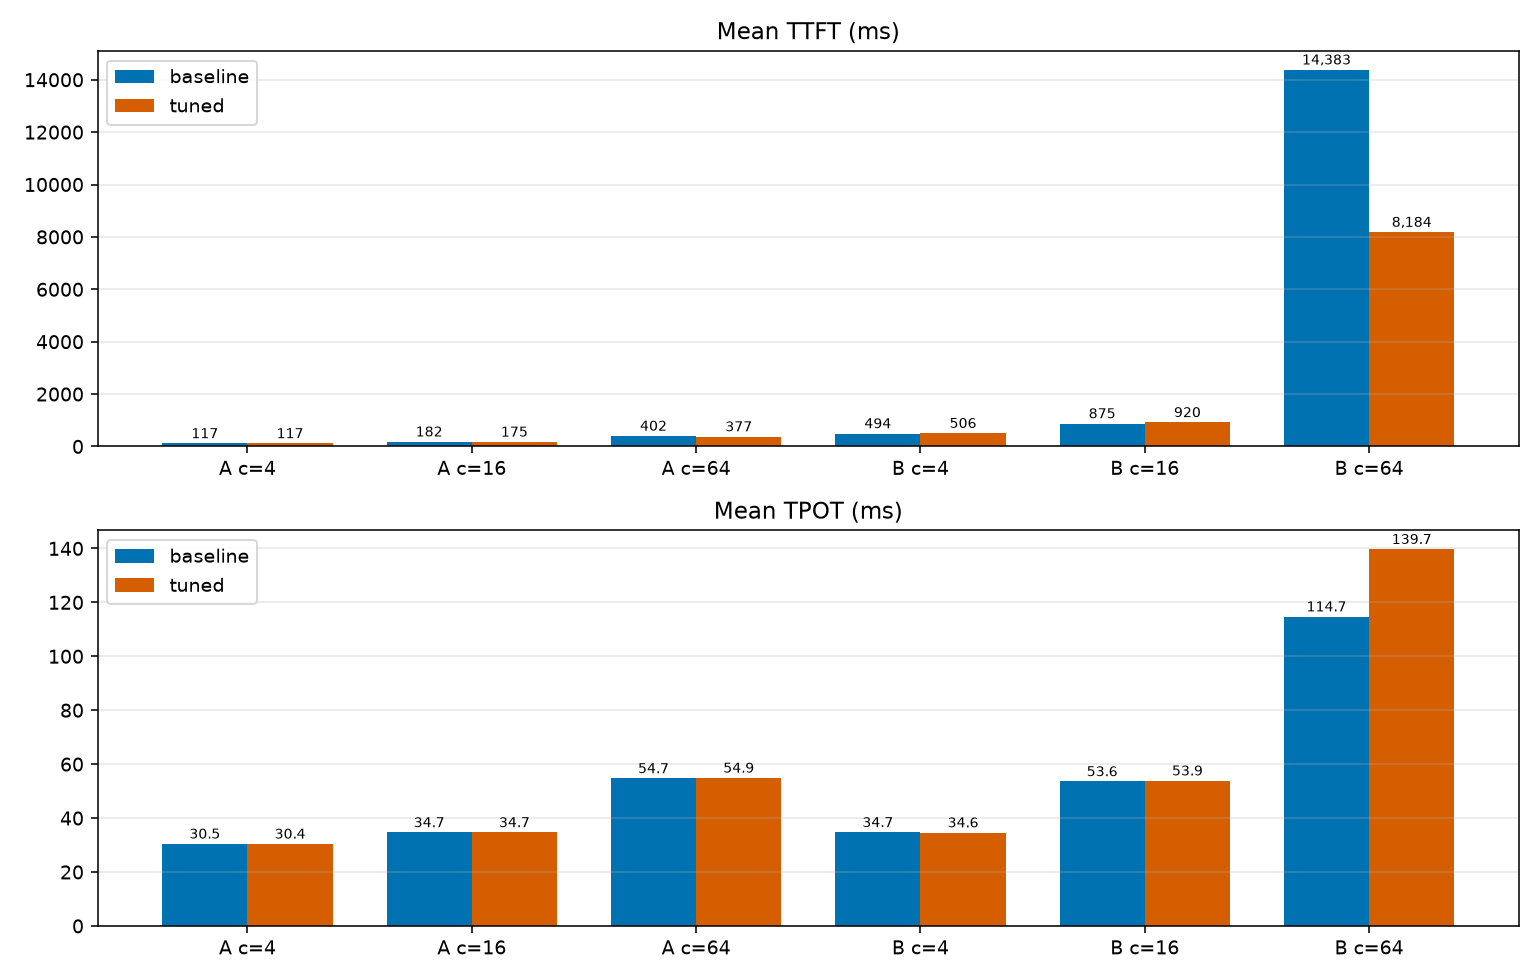 Mean TTFT (ms)
baseline
tuned
14000
12000
10000
8000
6000
4000
2000
0
117 117 182 175 402 377 494 506 875 920 14,383 8,184
A c=4 A c=16 A c=64 B c=4 B c=16 B c=64
Mean TPOT (ms)
baseline
tuned
140
120
100
80
60
40
20
0
30.5 30.4 34.7 34.7 54.7 54.9 34.7 34.6 53.6 53.9 114.7 139.7
A c=4 A c=16 A c=64 B c=4 B c=16 B c=64